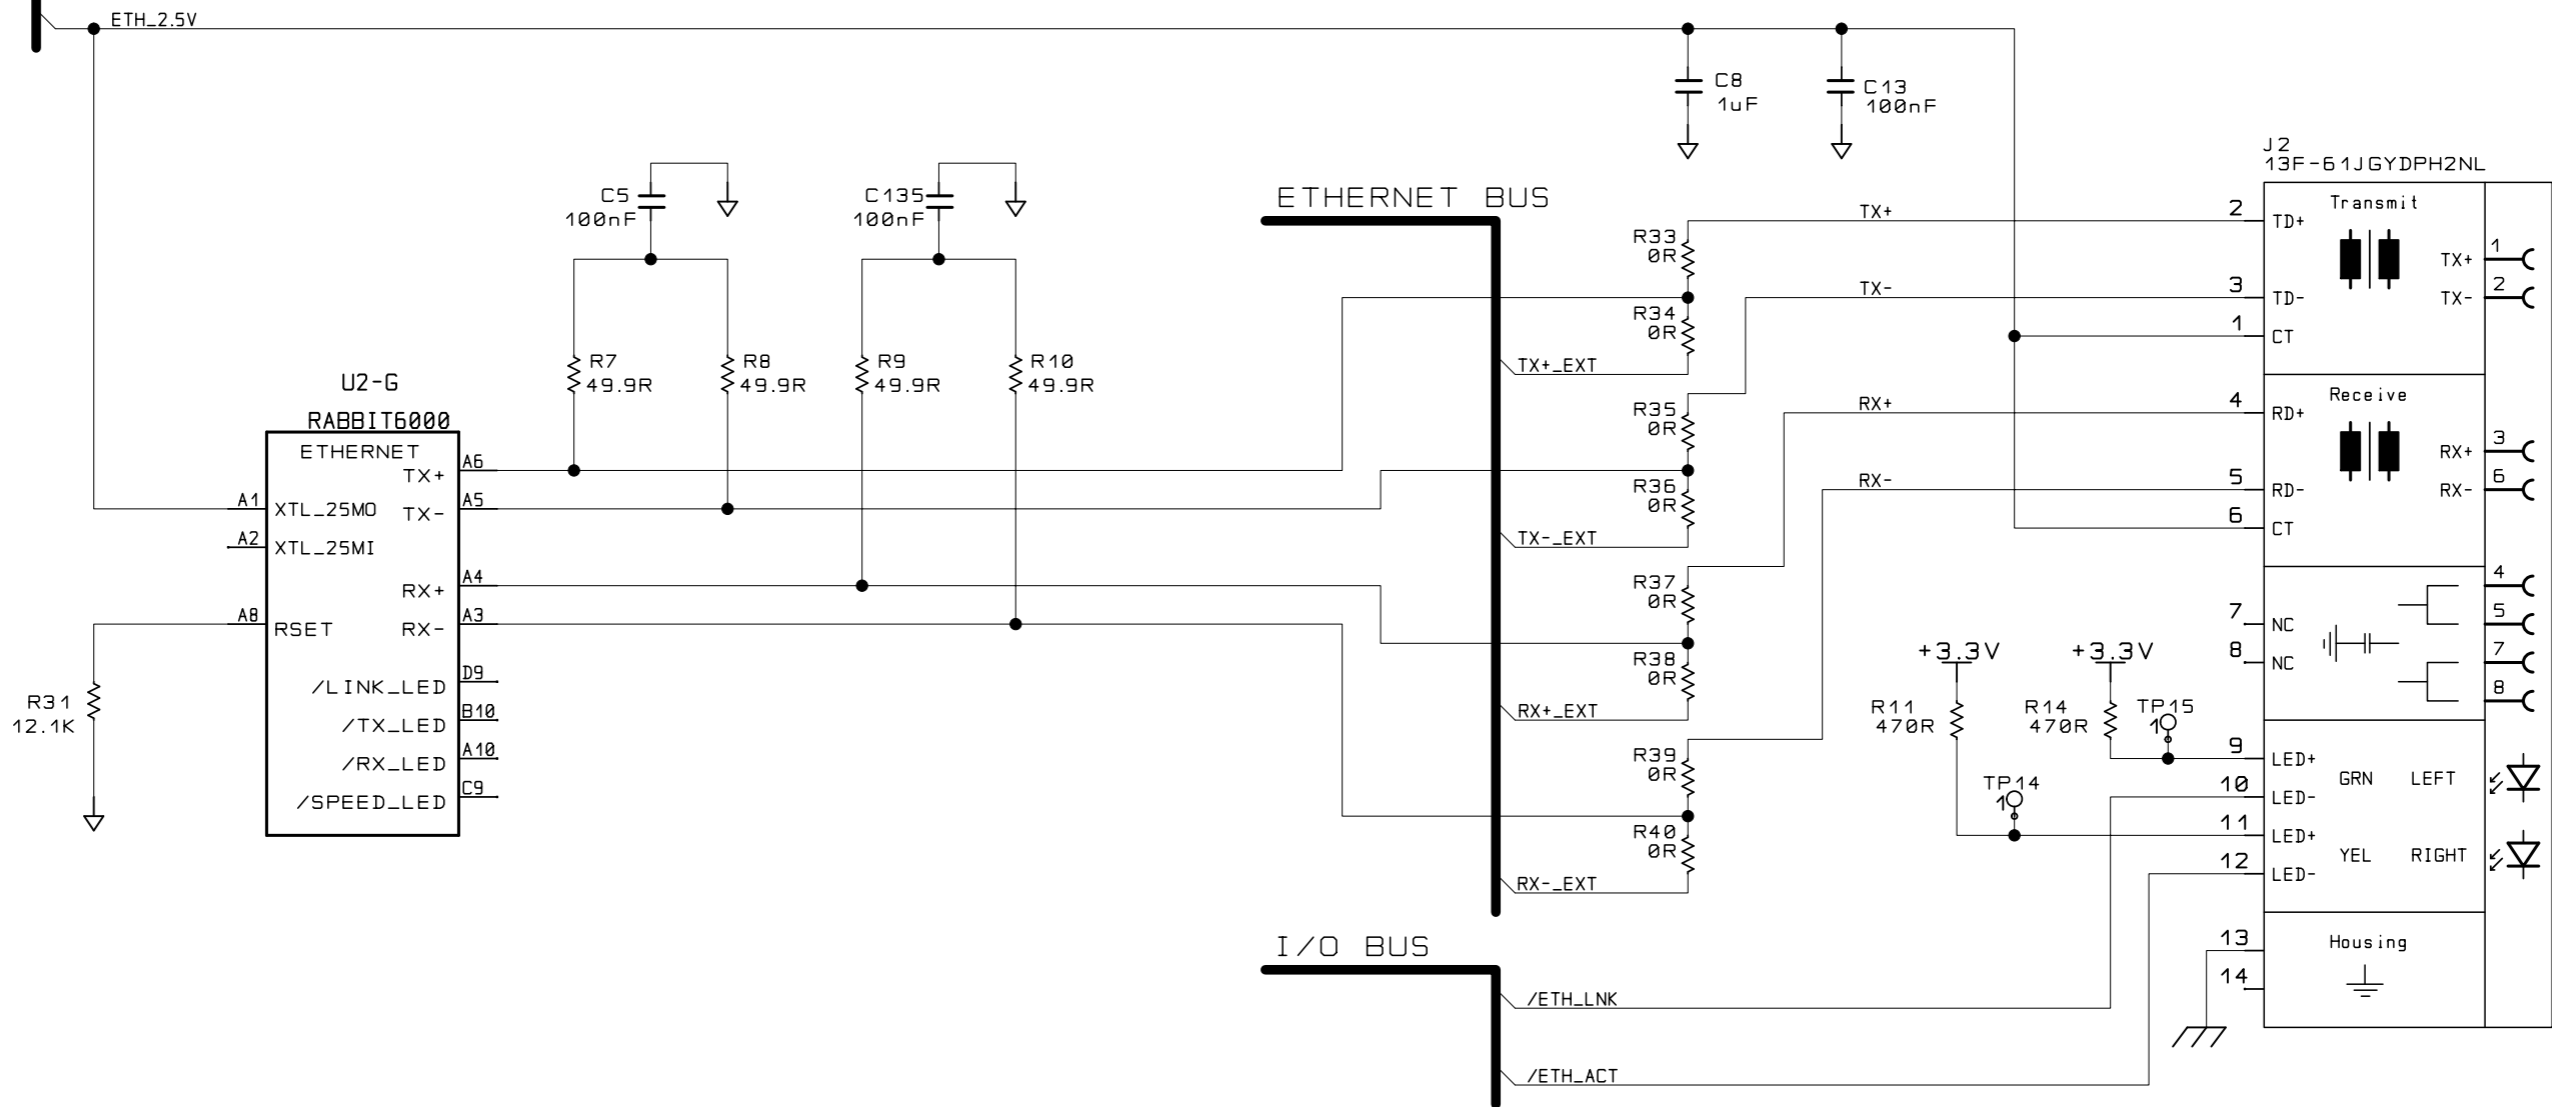 ETH_2.5V
C8
1uF
C13
100nF
J2
13F-61JGYDPH2NL
C5
100nF
C135
100nF
ETHERNET BUS
R33
0R
R34
0R
TX+_EXT
R35
0R
R36
0R
TX-_EXT
R37
0R
R38
0R
RX+_EXT
R39
0R
R40
0R
RX-_EXT
TX+
TX-
RX+
RX-
R7
49.9R
R8
49.9R
R9
49.9R
R10
49.9R
U2-G
RABBIT6000
ETHERNET
TX+ A6
A1 XTL_25MO TX- A5
A2 XTL_25MI
RX+ A4
A8 RSET RX- A3
/LINK_LED D9
/TX_LED B10
/RX_LED A10
/SPEED_LED C9
R31
12.1K
Transmit
2 TD+
TX+ 1
3 TD- TX- 2
1 CT
Receive
4 RD+
RX+ 3
5 RD- RX- 6
6 CT
4
7 NC 5
8 NC 7
8
+3.3V
+3.3V
R11
470R
R14
470R
TP15
1
TP14
1
9 LED+
GRN LEFT
10 LED-
11 LED+
YEL RIGHT
12 LED-
13 Housing
14
I/O BUS
/ETH_LNK
/ETH_ACT